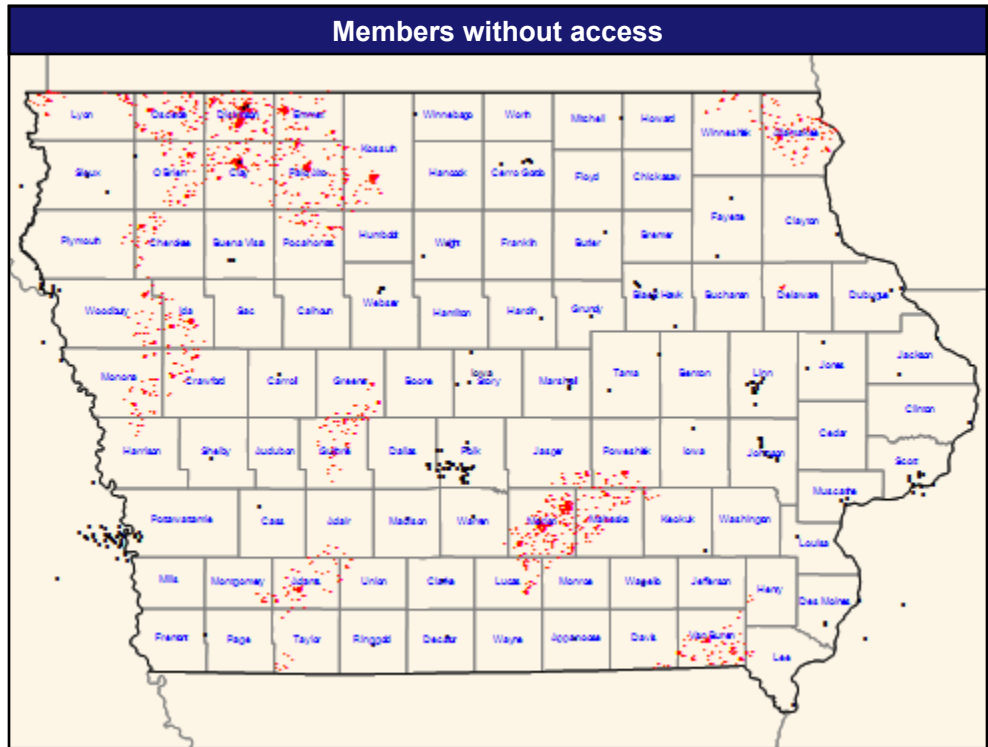 Members without access
Lyon
Emmet
Winnebago
Worth
Mitchell
Howard
Winneshiek
Kossuth
Sioux
O'Brien
Clay
Hancock
Cerro Gordo
Floyd
Chickasaw
Fayette
Clayton
Plymouth
Cherokee
Buena Vista
Pocahontas
Humboldt
Wright
Franklin
Butler
Bremer
Woodbury
Ida
Sac
Calhoun
Webster
Hamilton
Hardin
Grundy
Black Hawk
Buchanan
Delaware
Dubuque
Monona
Crawford
Carroll
Greene
Boone
Iowa
Story
Marshall
Tama
Benton
Linn
Jones
Jackson
Clinton
Harrison
Shelby
Audubon
Guthrie
Dallas
Polk
Jasper
Poweshiek
Iowa
Johnson
Cedar
Scott
Muscatine
Pottawattamie
Cass
Adair
Madison
Warren
Marion
Mahaska
Keokuk
Washington
Louisa
Mills
Montgomery
Adams
Union
Clarke
Lucas
Monroe
Wapello
Jefferson
Henry
Des Moines
Fremont
Page
Taylor
Ringgold
Decatur
Wayne
Appanoose
Davis
Van Buren
Lee